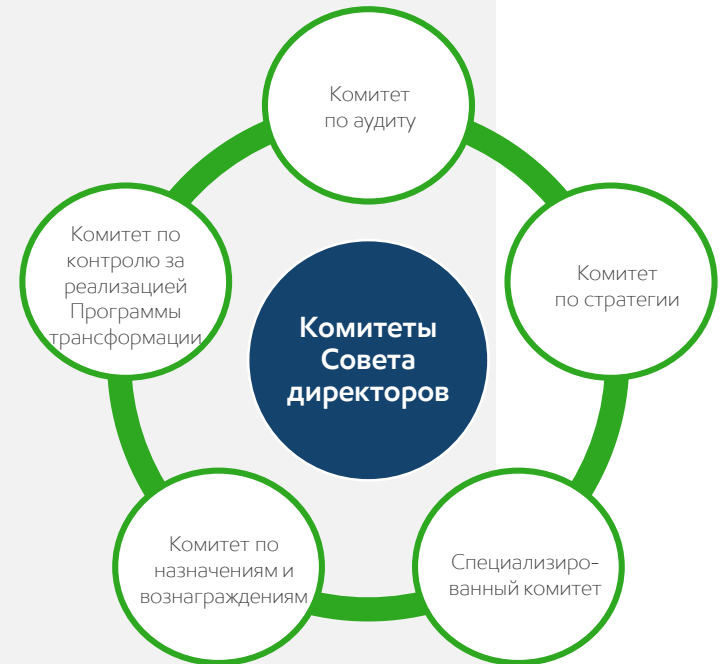 Комитет
по аудиту
Комитет по
контролю за
реализацией
Программы
трансформации
Комитет
по стратегии
Комитеты
Совета
директоров
Комитет по
назначениям и
вознаграждениям
Специализиро-
ванный комитет